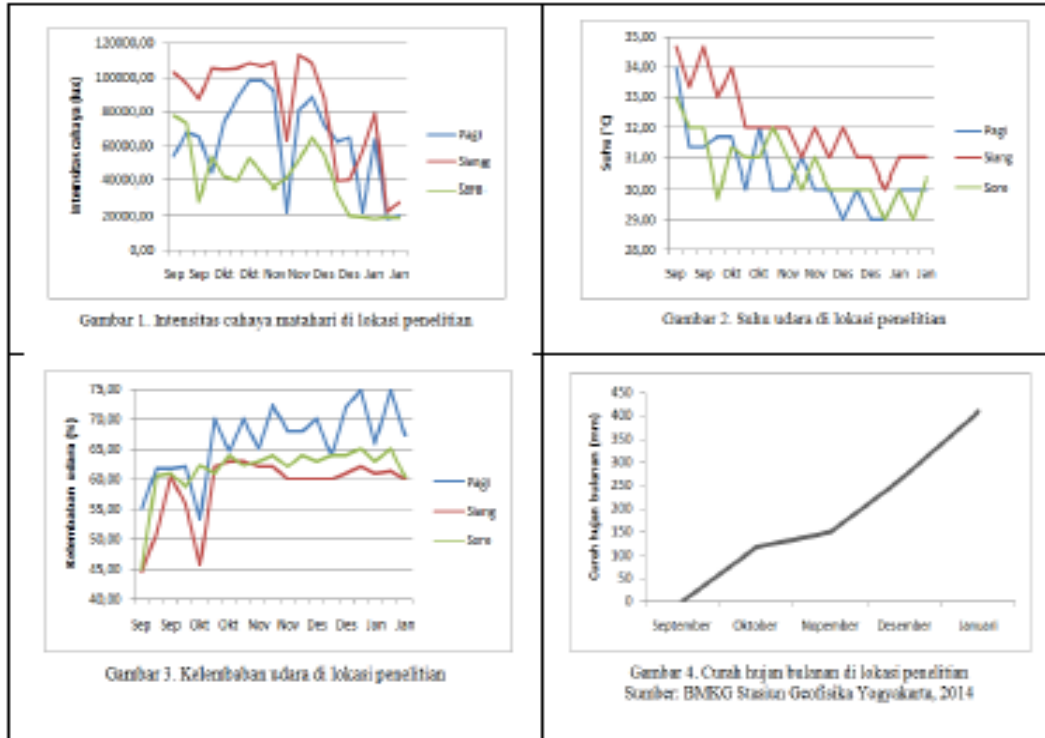 Intensitas cahaya (lux)
120000,00
100000,00
80000,00
60000,00
40000,00
20000,00
0,00
Sep Sep Okt Okt Nov Nov Des Des Jan Jan
Pagi
Siang
Sore
Gambar 1. Intensitas cahaya matahari di lokasi penelitian
Suhu (°C)
35,00
34,00
33,00
32,00
31,00
30,00
29,00
28,00
Sep Sep Okt Okt Nov Nov Des Des Jan Jan
Pagi
Siang
Sore
Gambar 2. Suhu udara di lokasi penelitian
Kelembaban udara (%)
75,00
70,00
65,00
60,00
55,00
50,00
45,00
40,00
Sep Sep Okt Okt Nov Nov Des Des Jan Jan
Pagi
Siang
Sore
Gambar 3. Kelembaban udara di lokasi penelitian
Curah hujan bulanan (mm)
450
400
350
300
250
200
150
100
50
0
September Oktober Nopember Desember Januari
Gambar 4. Curah hujan bulanan di lokasi penelitian
Sumber: BMKG Stasiun Geofisika Yogyakarta, 2014